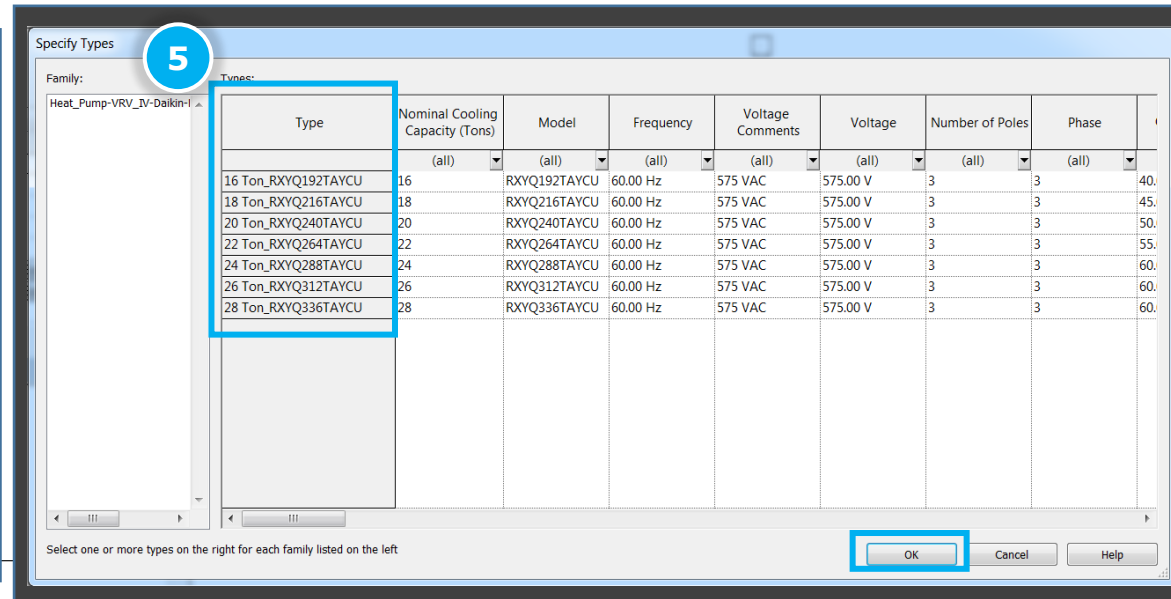 Specify Types
5
Family:
Types:
Heat_Pump-VRV_IV-Daikin-
Type Nominal Cooling Capacity (Tons) Model Frequency Voltage Comments Voltage Number of Poles Phase
(all) (all) (all) (all) (all) (all) (all)
16 Ton_RXYQ192TAYCU 16 RXYQ192TAYCU 60.00 Hz 575 VAC 575.00 V 3 3 40.
18 Ton_RXYQ216TAYCU 18 RXYQ216TAYCU 60.00 Hz 575 VAC 575.00 V 3 3 45.
20 Ton_RXYQ240TAYCU 20 RXYQ240TAYCU 60.00 Hz 575 VAC 575.00 V 3 3 50.
22 Ton_RXYQ264TAYCU 22 RXYQ264TAYCU 60.00 Hz 575 VAC 575.00 V 3 3 55.
24 Ton_RXYQ288TAYCU 24 RXYQ288TAYCU 60.00 Hz 575 VAC 575.00 V 3 3 60.
26 Ton_RXYQ312TAYCU 26 RXYQ312TAYCU 60.00 Hz 575 VAC 575.00 V 3 3 60.
28 Ton_RXYQ336TAYCU 28 RXYQ336TAYCU 60.00 Hz 575 VAC 575.00 V 3 3 60.
Select one or more types on the right for each family listed on the left
OK Cancel Help